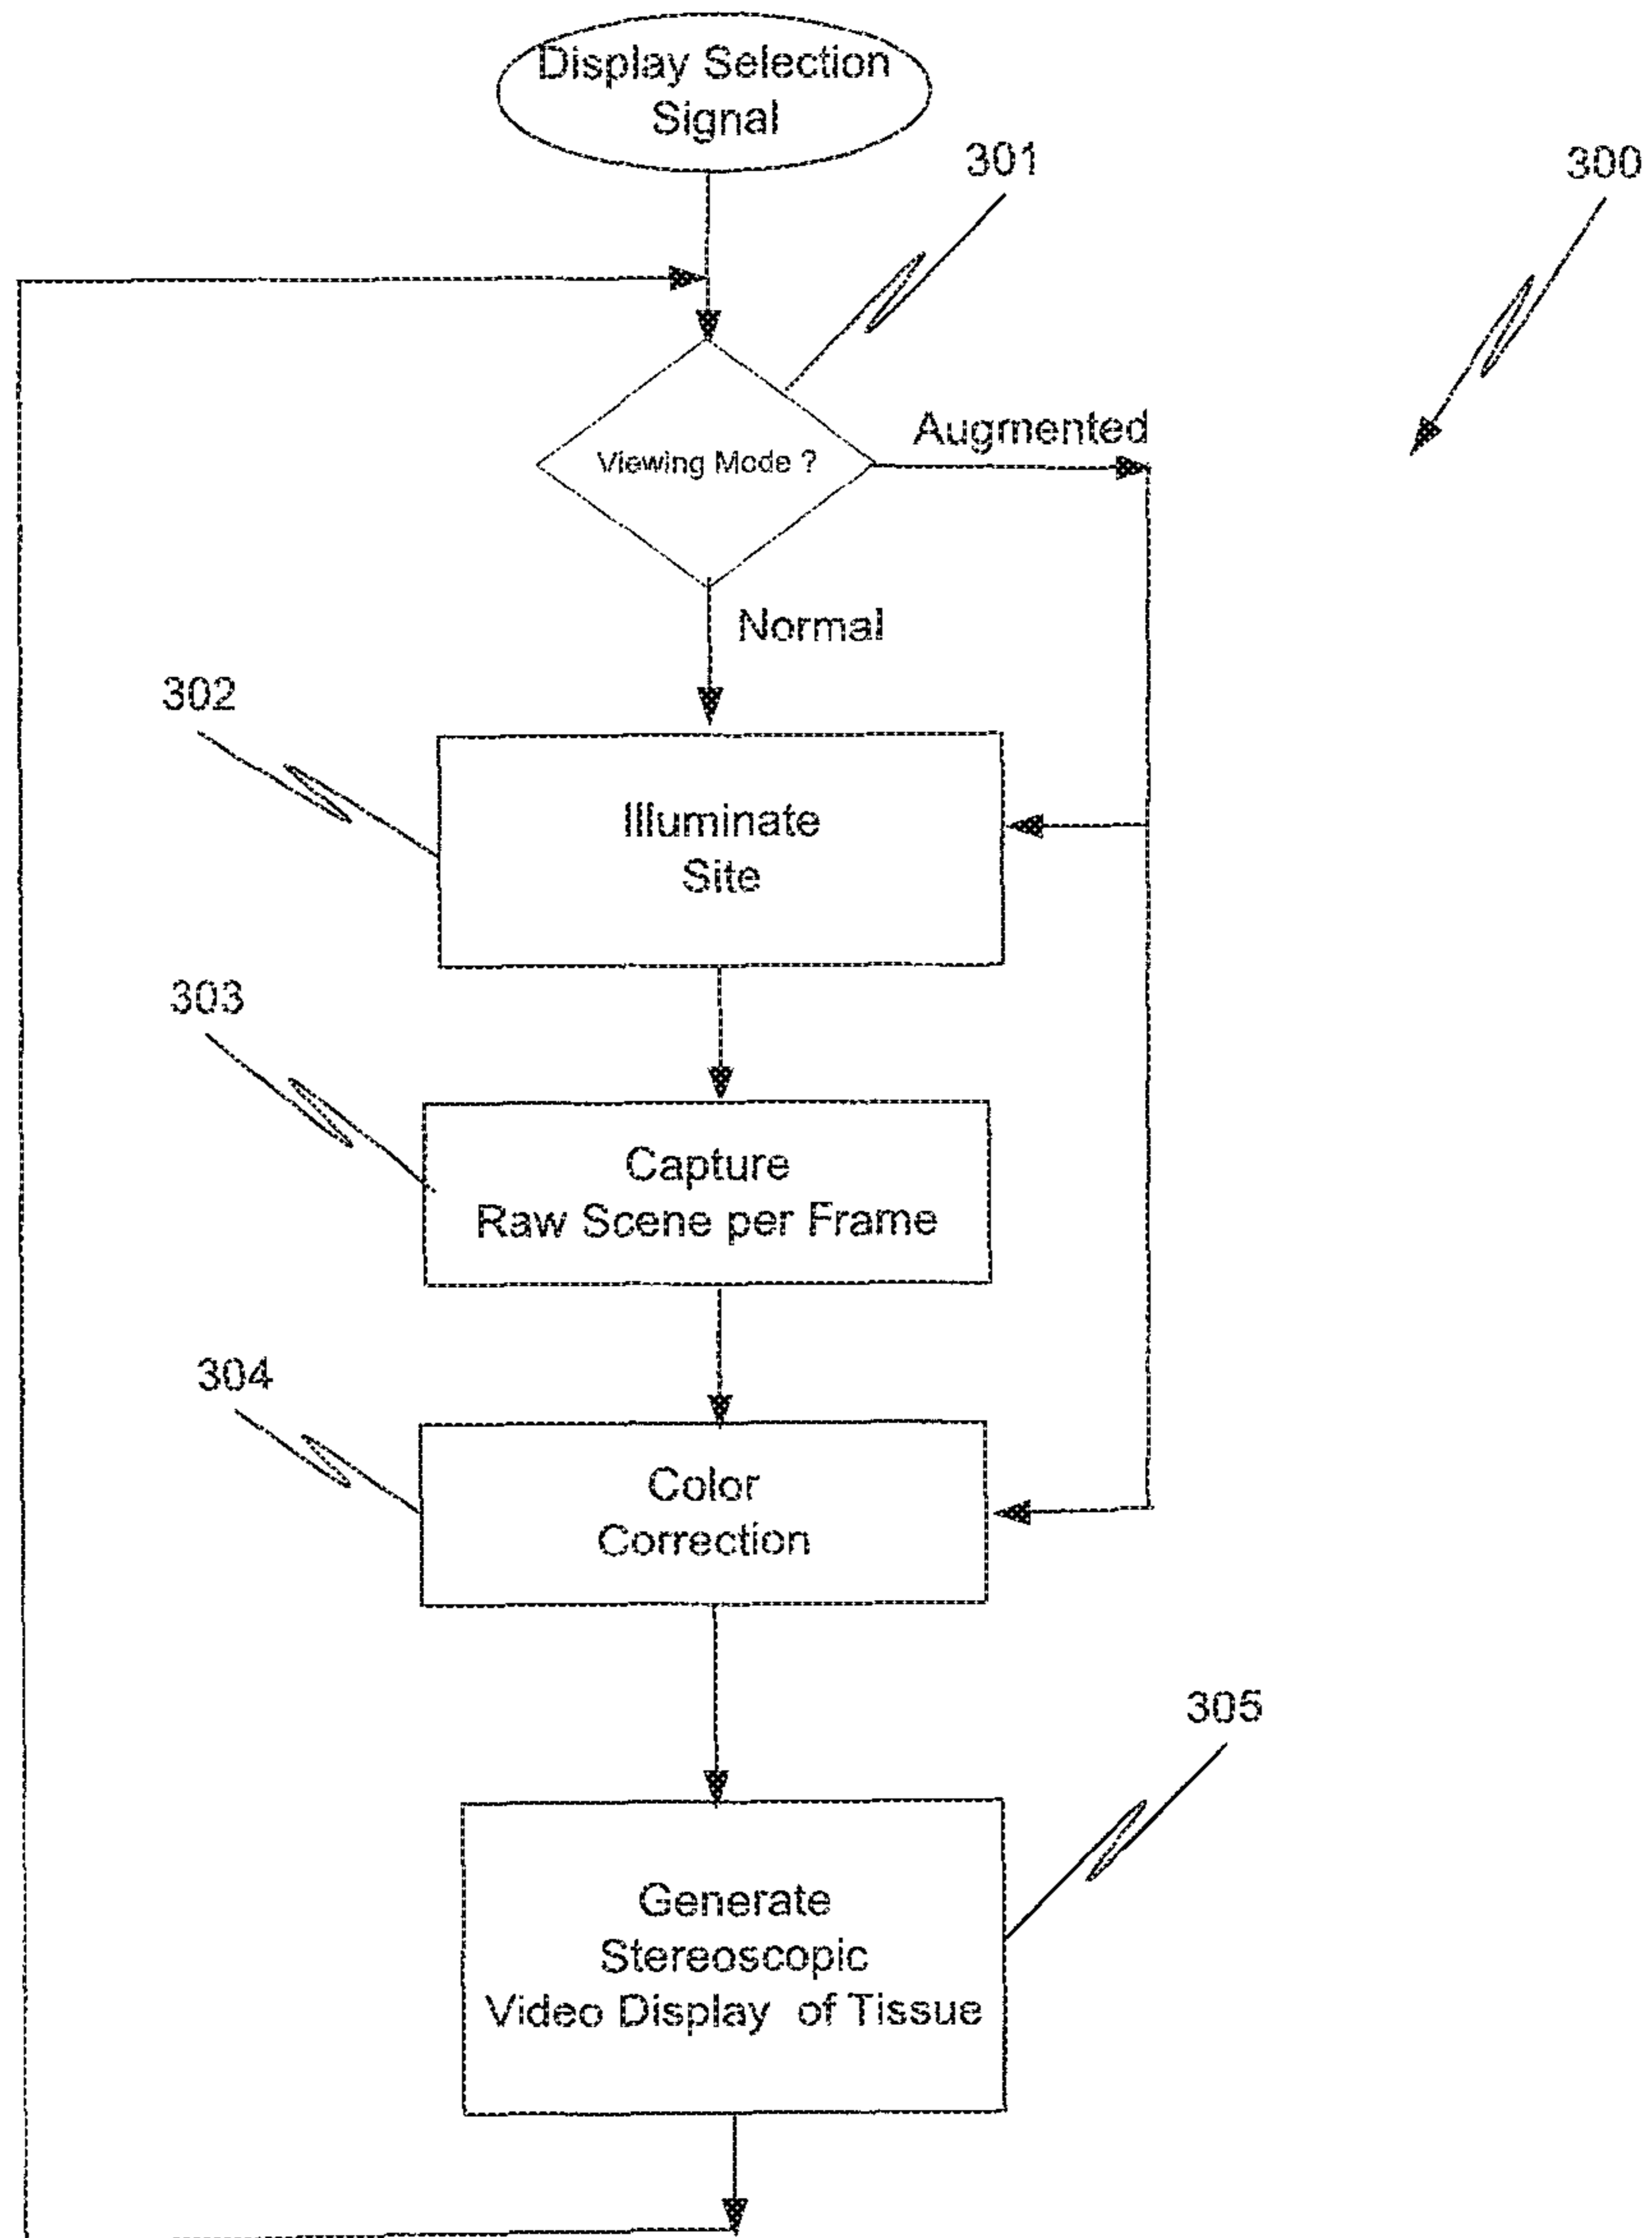 Display Selection
Signal
301
300
Augmented
Viewing Mode ?
Normal
302
Illuminate
Site
303
Capture
Raw Scene per Frame
304
Color
Correction
305
Generate
Stereoscopic
Video Display of Tissue